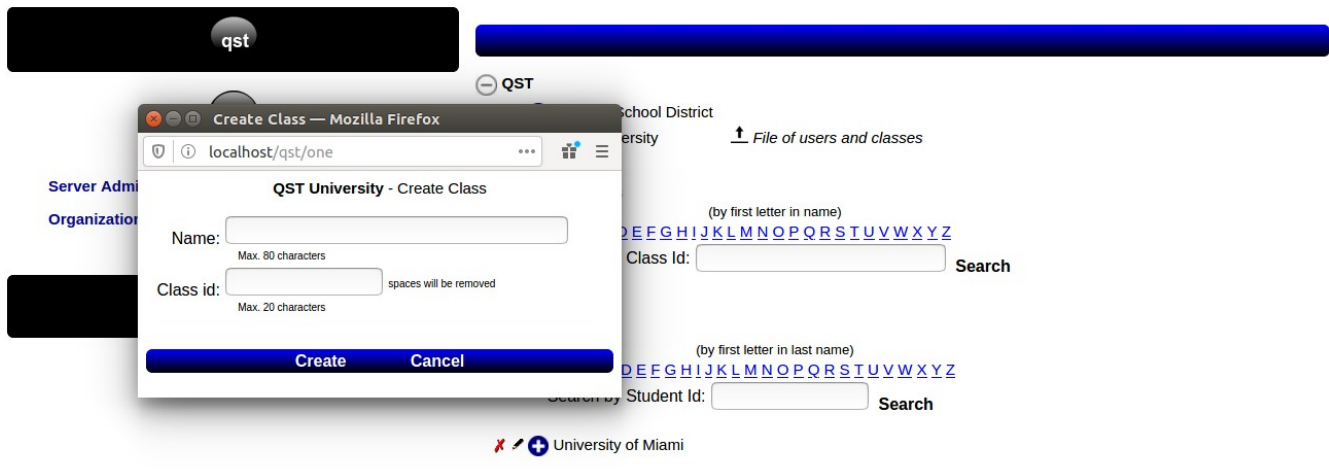 qst
QST
School District
ersity
File of users and classes
Create Class — Mozilla Firefox
localhost/qst/one
Server Admi
Organization
QST University - Create Class
Name:
Max. 80 characters
Class id:
spaces will be removed
Max. 20 characters
Create Cancel
(by first letter in name)
D E F G H I J K L M N O P Q R S T U V W X Y Z
Class Id:
Search
(by first letter in last name)
D E F G H I J K L M N O P Q R S T U V W X Y Z
Search by Student Id:
Search
University of Miami